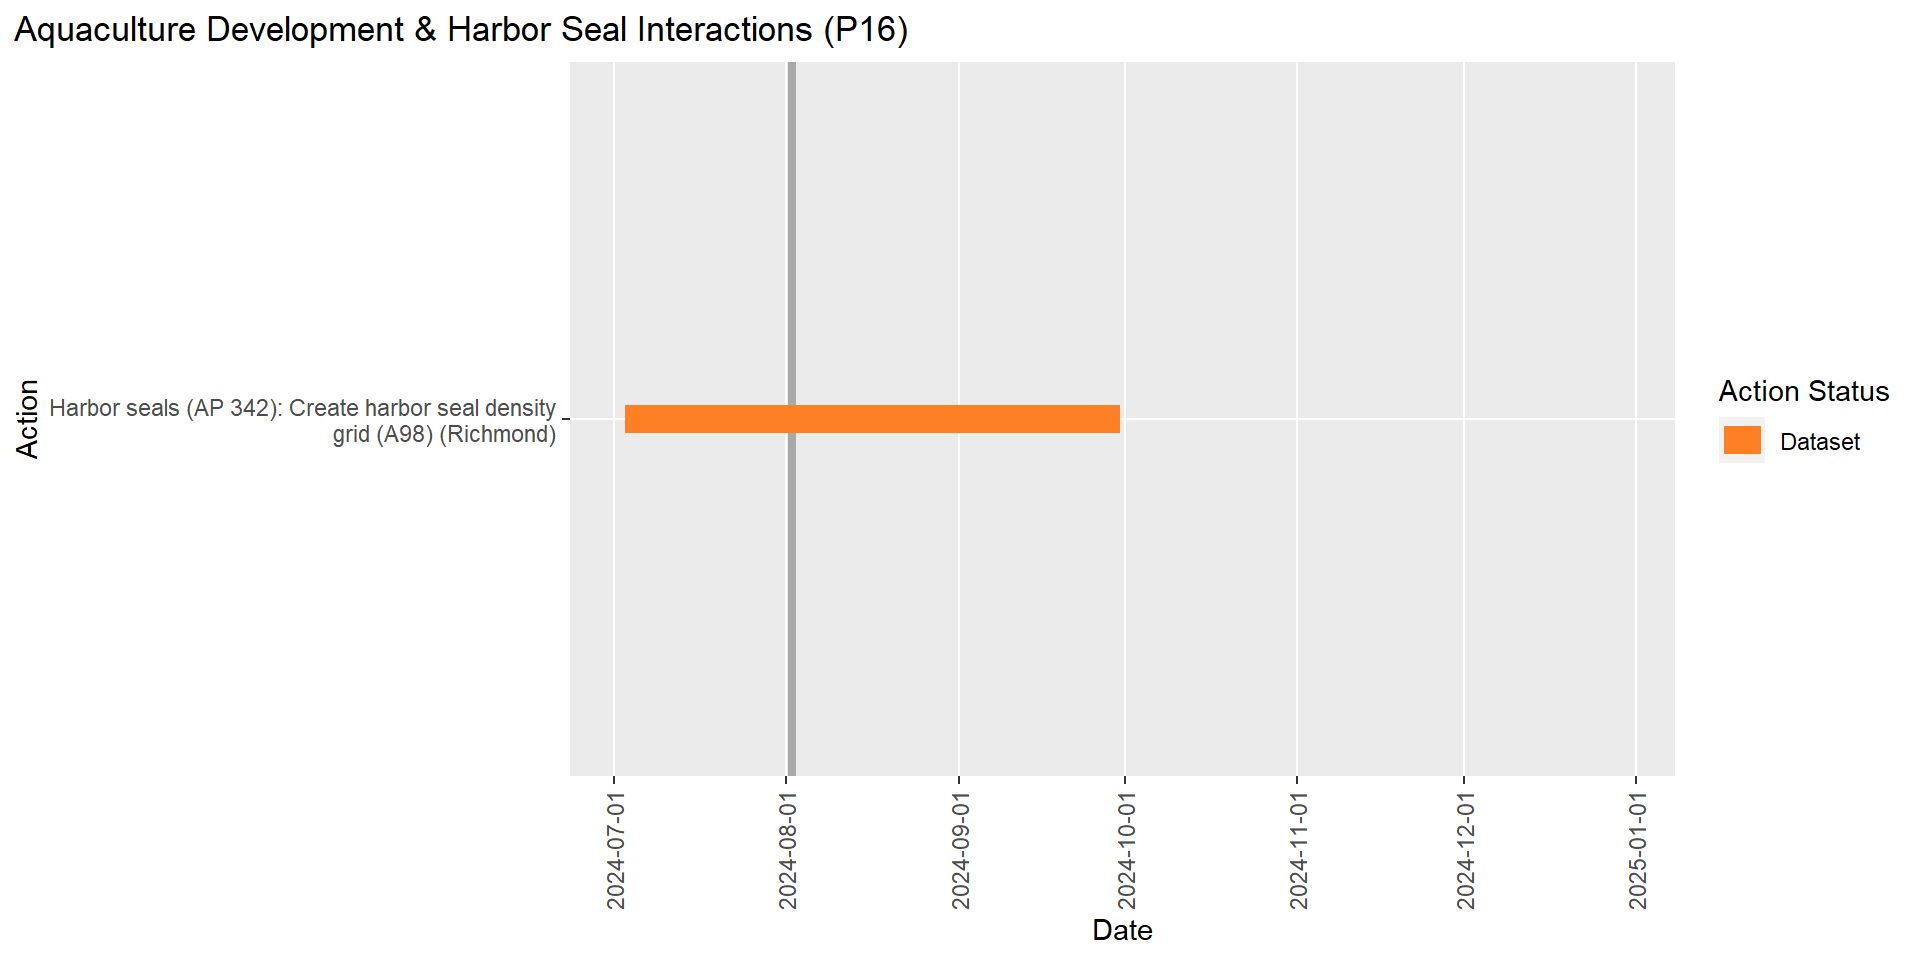 Aquaculture Development & Harbor Seal Interactions (P16)
Action
Harbor seals (AP 342): Create harbor seal density
grid (A98) (Richmond)
2024-07-01
2024-08-01
2024-09-01
2024-10-01
2024-11-01
2024-12-01
2025-01-01
Date
Action Status
Dataset